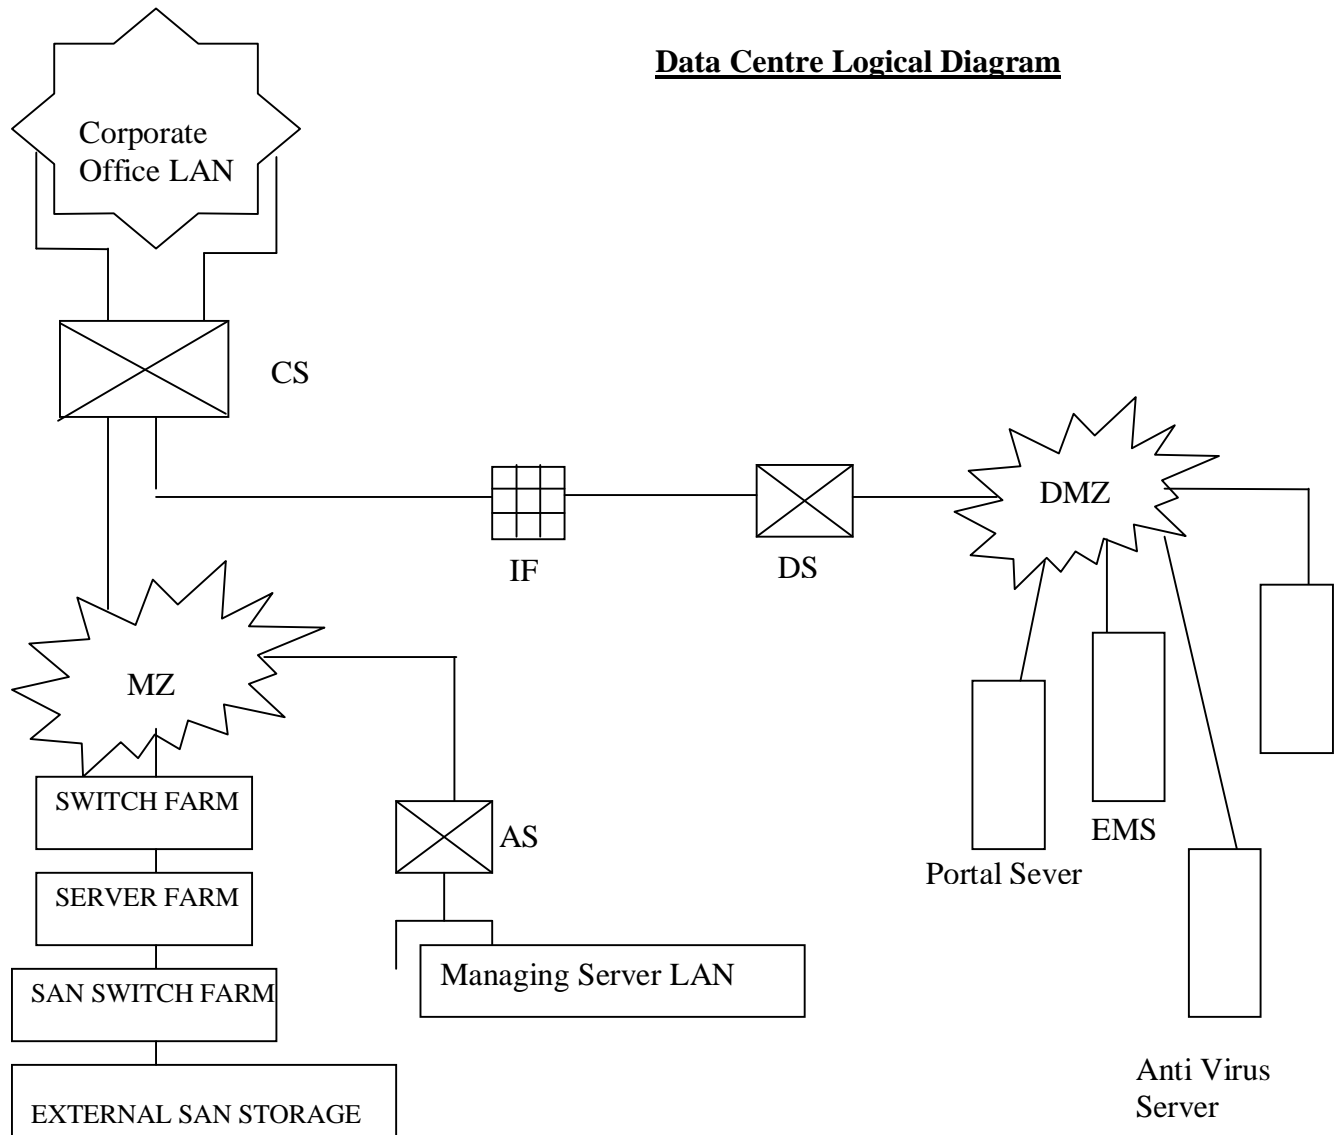 Data Centre Logical Diagram
Corporate
Office LAN
CS
IF
DS
DMZ
MZ
SWITCH FARM
SERVER FARM
SAN SWITCH FARM
EXTERNAL SAN STORAGE
AS
Managing Server LAN
Portal Sever
EMS
Anti Virus
Server